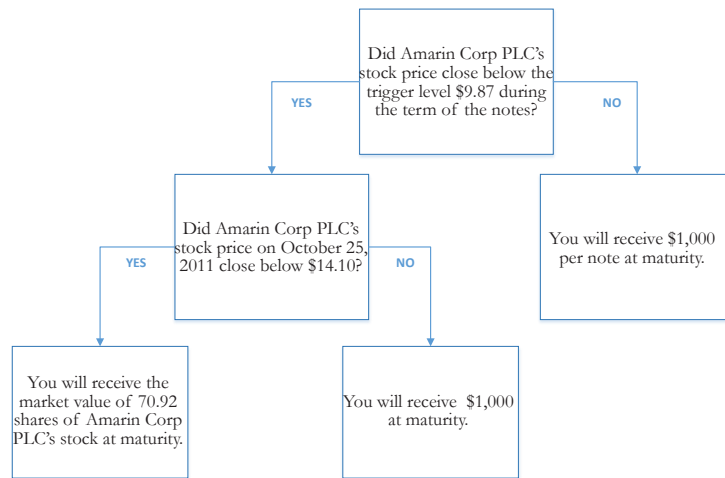 Did Amarin Corp PLC's
stock price close below the
trigger level $9.87 during
the term of the notes?
YES
NO
Did Amarin Corp PLC's
stock price on October 25,
2011 close below $14.10?
You will receive $1,000
per note at maturity.
YES
NO
You will receive the
market value of 70.92
shares of Amarin Corp
PLC's stock at maturity.
You will receive $1,000
at maturity.